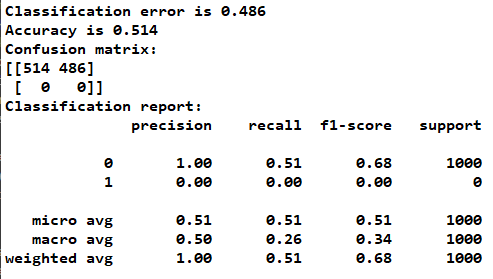 Classification error is 0.486
Accuracy is 0.514
Confusion matrix:
[[514 486]
 [  0   0]]
Classification report:
              precision    recall  f1-score   support

           0       1.00      0.51      0.68      1000
           1       0.00      0.00      0.00         0

   micro avg       0.51      0.51      0.51      1000
   macro avg       0.50      0.26      0.34      1000
weighted avg       1.00      0.51      0.68      1000